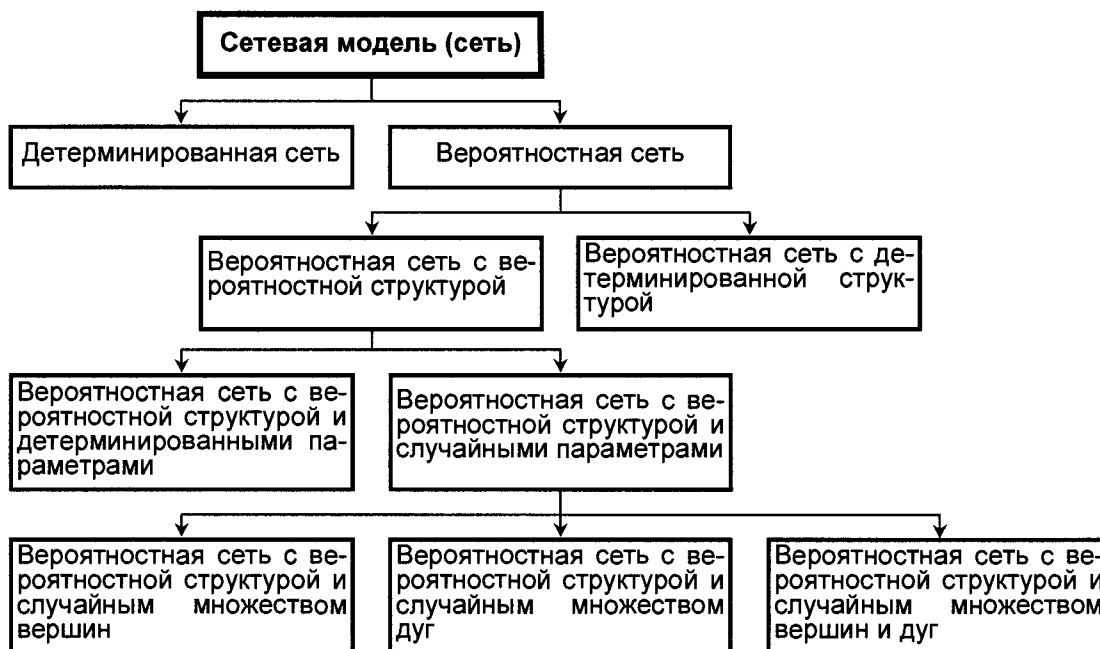 Сетевая модель (сеть)
Детерминированная сеть
Вероятностная сеть
Вероятностная сеть с ве-
роятностной структурой
Вероятностная сеть с де-
терминированной струк-
турой
Вероятностная сеть с ве-
роятностной структурой и
детерминированными па-
раметрами
Вероятностная сеть с ве-
роятностной структурой и
случайными параметрами
Вероятностная сеть с ве-
роятностной структурой и
случайным множеством
вершин
Вероятностная сеть с ве-
роятностной структурой и
случайным множеством
дуг
Вероятностная сеть с ве-
роятностной структурой и
случайным множеством
вершин и дуг